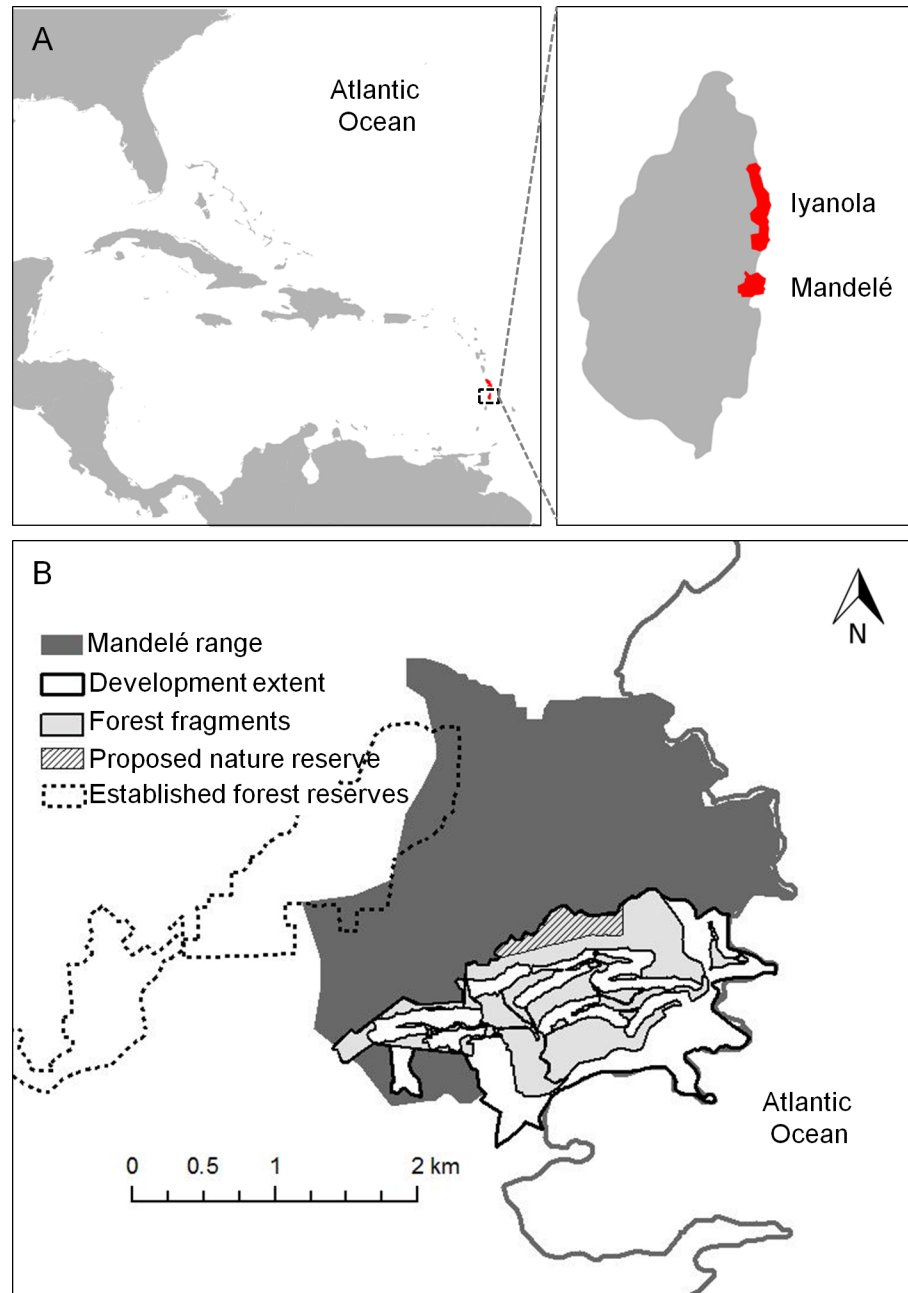 A
Atlantic
Ocean
Iyanola
Mandelé
B
N
Mandelé range
Development extent
Forest fragments
Proposed nature reserve
Established forest reserves
Atlantic
Ocean
0 0.5 1 2 km